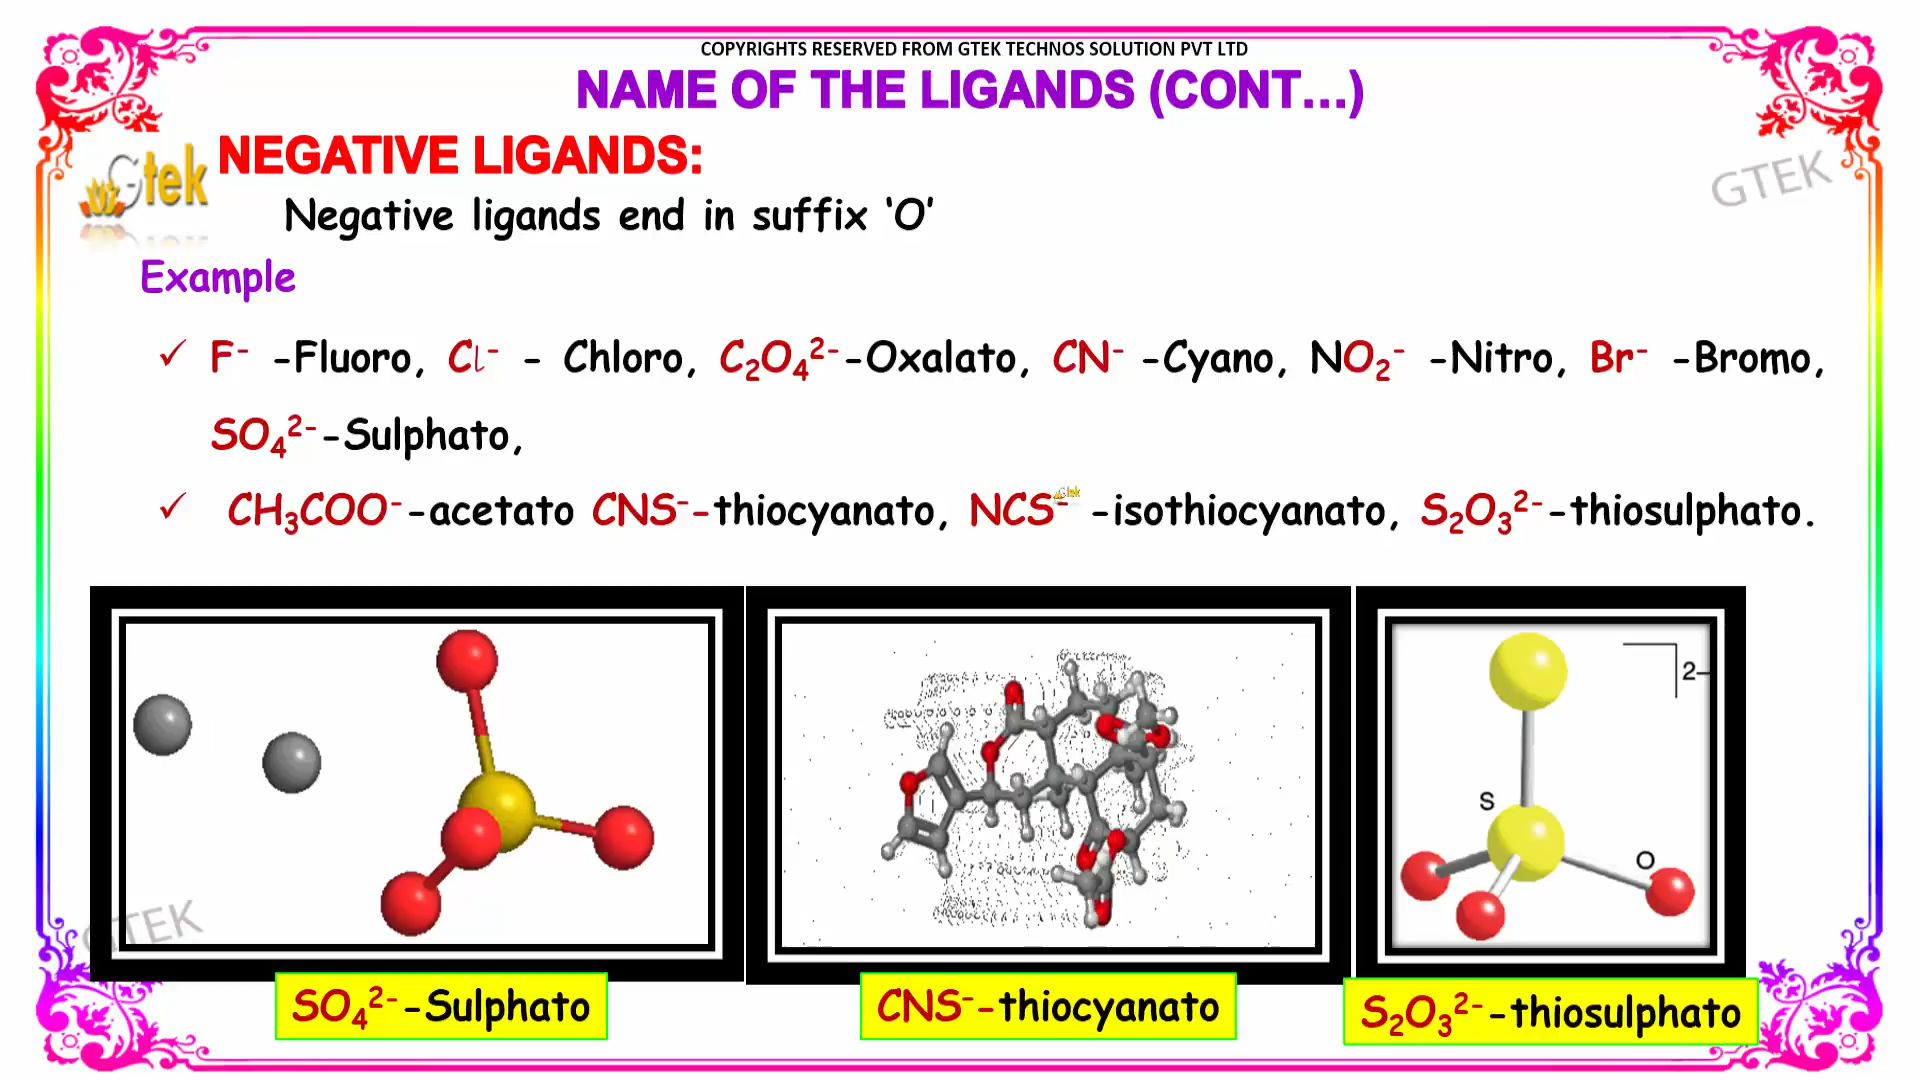 COPYRIGHTS RESERVED FROM GTEK TECHNOS SOLUTION PVT LTD
NAME OF THE LIGANDS (CONT...)
Gtek
NEGATIVE LIGANDS:
GTEK
Negative ligands end in suffix ‘O’
Example
✓ F⁻ -Fluoro, Cl⁻ - Chloro, C₂O₄²⁻-Oxalato, CN⁻ -Cyano, NO₂⁻ -Nitro, Br⁻ -Bromo,
SO₄²⁻-Sulphato,
✓ CH₃COO⁻-acetato CNS⁻-thiocyanato, NCS⁻ -isothiocyanato, S₂O₃²⁻-thiosulphato.
2-
S
O
GTEK
SO₄²⁻-Sulphato
CNS⁻-thiocyanato
S₂O₃²⁻-thiosulphato